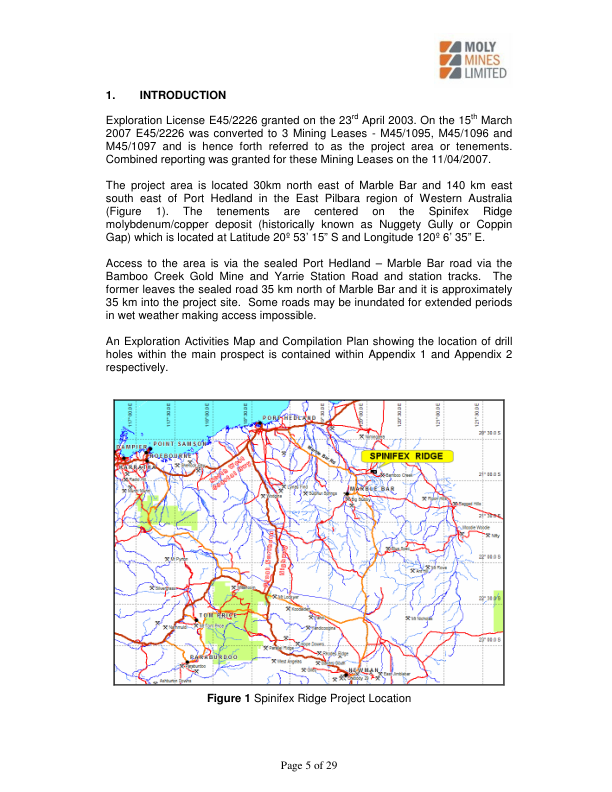 MOLY
MINES
LIMITED
1. INTRODUCTION
Exploration License E45/2226 granted on the 23rd April 2003. On the 15th March
2007 E45/2226 was converted to 3 Mining Leases - M45/1095, M45/1096 and
M45/1097 and is hence forth referred to as the project area or tenements.
Combined reporting was granted for these Mining Leases on the 11/04/2007.
The project area is located 30km north east of Marble Bar and 140 km east
south east of Port Hedland in the East Pilbara region of Western Australia
(Figure 1). The tenements are centered on the Spinifex Ridge
molybdenum/copper deposit (historically known as Nuggety Gully or Coppin
Gap) which is located at Latitude 20º 53' 15" S and Longitude 120º 6' 35" E.
Access to the area is via the sealed Port Hedland – Marble Bar road via the
Bamboo Creek Gold Mine and Yarrie Station Road and station tracks. The
former leaves the sealed road 35 km north of Marble Bar and it is approximately
35 km into the project site. Some roads may be inundated for extended periods
in wet weather making access impossible.
An Exploration Activities Map and Compilation Plan showing the location of drill
holes within the main prospect is contained within Appendix 1 and Appendix 2
respectively.
PORT HEDLAND
POINT SAMSON
DAMPIER
ROEBOURNE
KARRATHA
SPINIFEX RIDGE
Bamboo Creek
MARBLE BAR
TOM PRICE
PARABURDOO
NEWMAN
Figure 1 Spinifex Ridge Project Location
Page 5 of 29